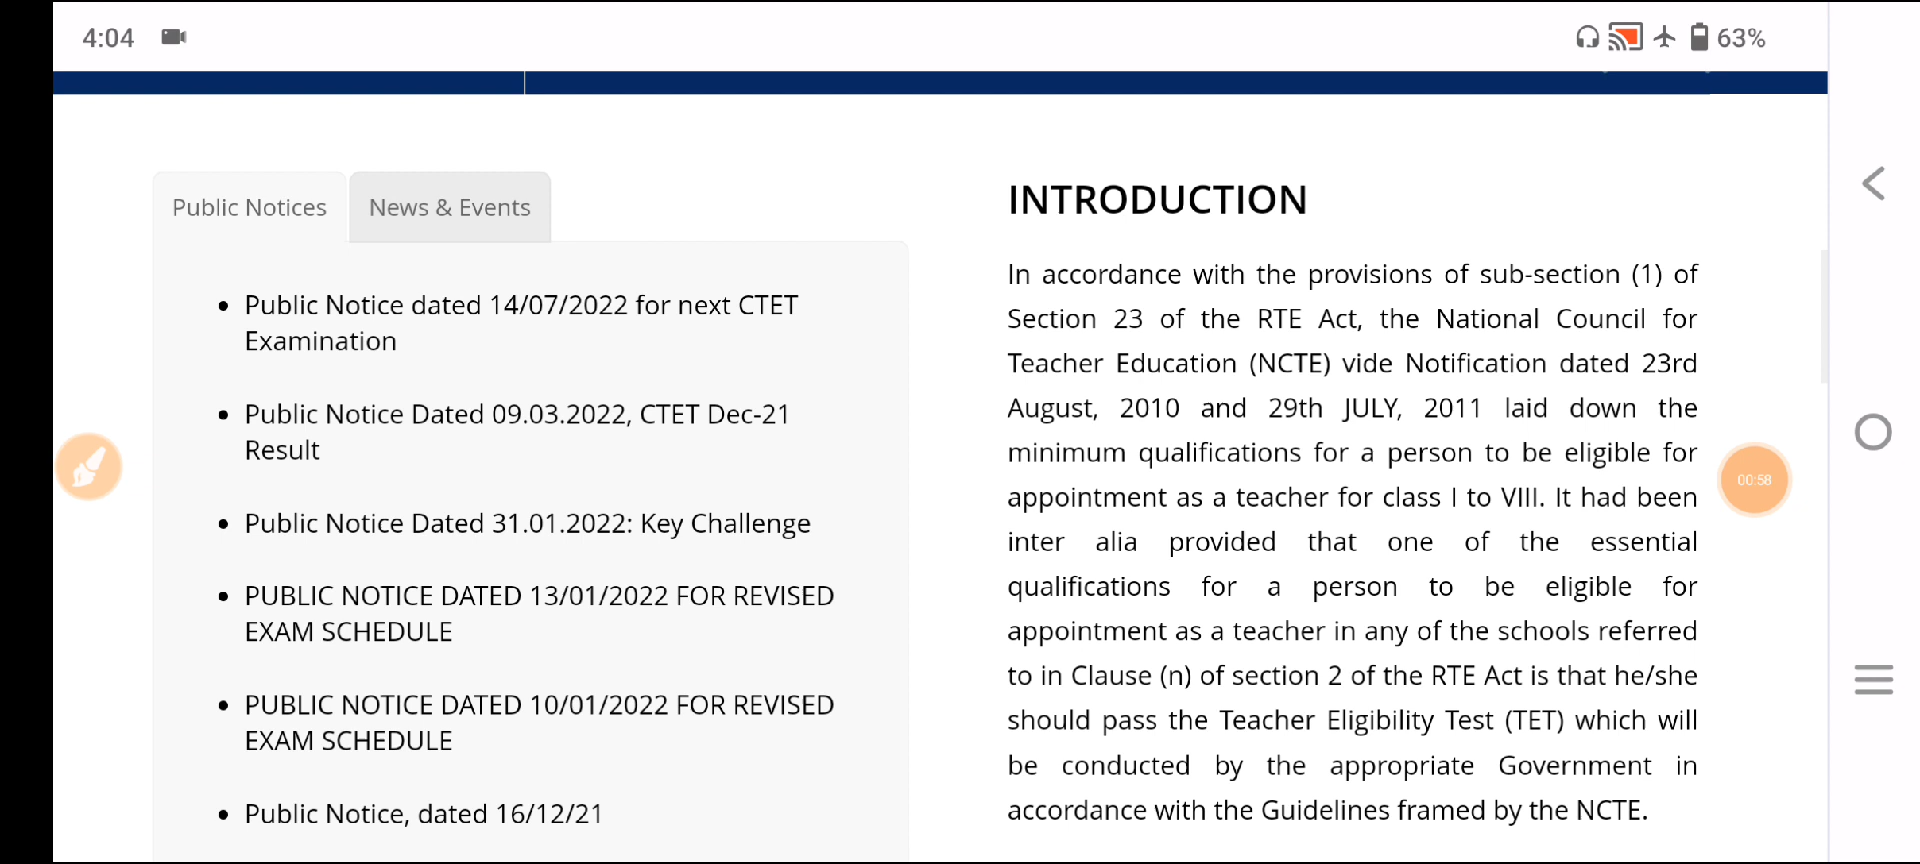 4:04
63%
Public Notices
News & Events
Public Notice dated 14/07/2022 for next CTET
Examination
Public Notice Dated 09.03.2022, CTET Dec-21
Result
Public Notice Dated 31.01.2022: Key Challenge
PUBLIC NOTICE DATED 13/01/2022 FOR REVISED
EXAM SCHEDULE
PUBLIC NOTICE DATED 10/01/2022 FOR REVISED
EXAM SCHEDULE
Public Notice, dated 16/12/21
INTRODUCTION
In accordance with the provisions of sub-section (1) of
Section 23 of the RTE Act, the National Council for
Teacher Education (NCTE) vide Notification dated 23rd
August, 2010 and 29th JULY, 2011 laid down the
minimum qualifications for a person to be eligible for
appointment as a teacher for class I to VIII. It had been
inter alia provided that one of the essential
qualifications for a person to be eligible for
appointment as a teacher in any of the schools referred
to in Clause (n) of section 2 of the RTE Act is that he/she
should pass the Teacher Eligibility Test (TET) which will
be conducted by the appropriate Government in
accordance with the Guidelines framed by the NCTE.
00:58